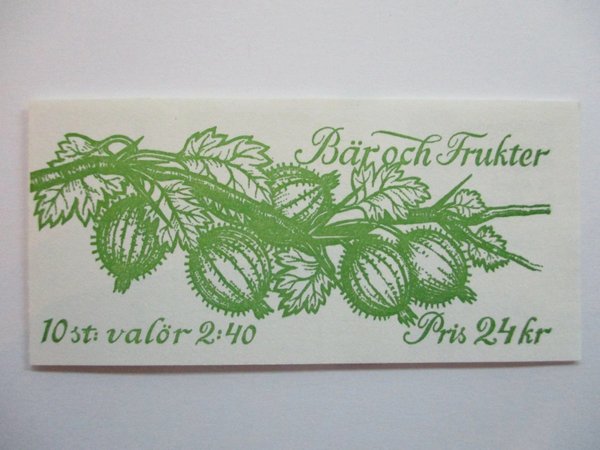 Bär och Frukter
10 st: valör 2:40
Pris 24 kr